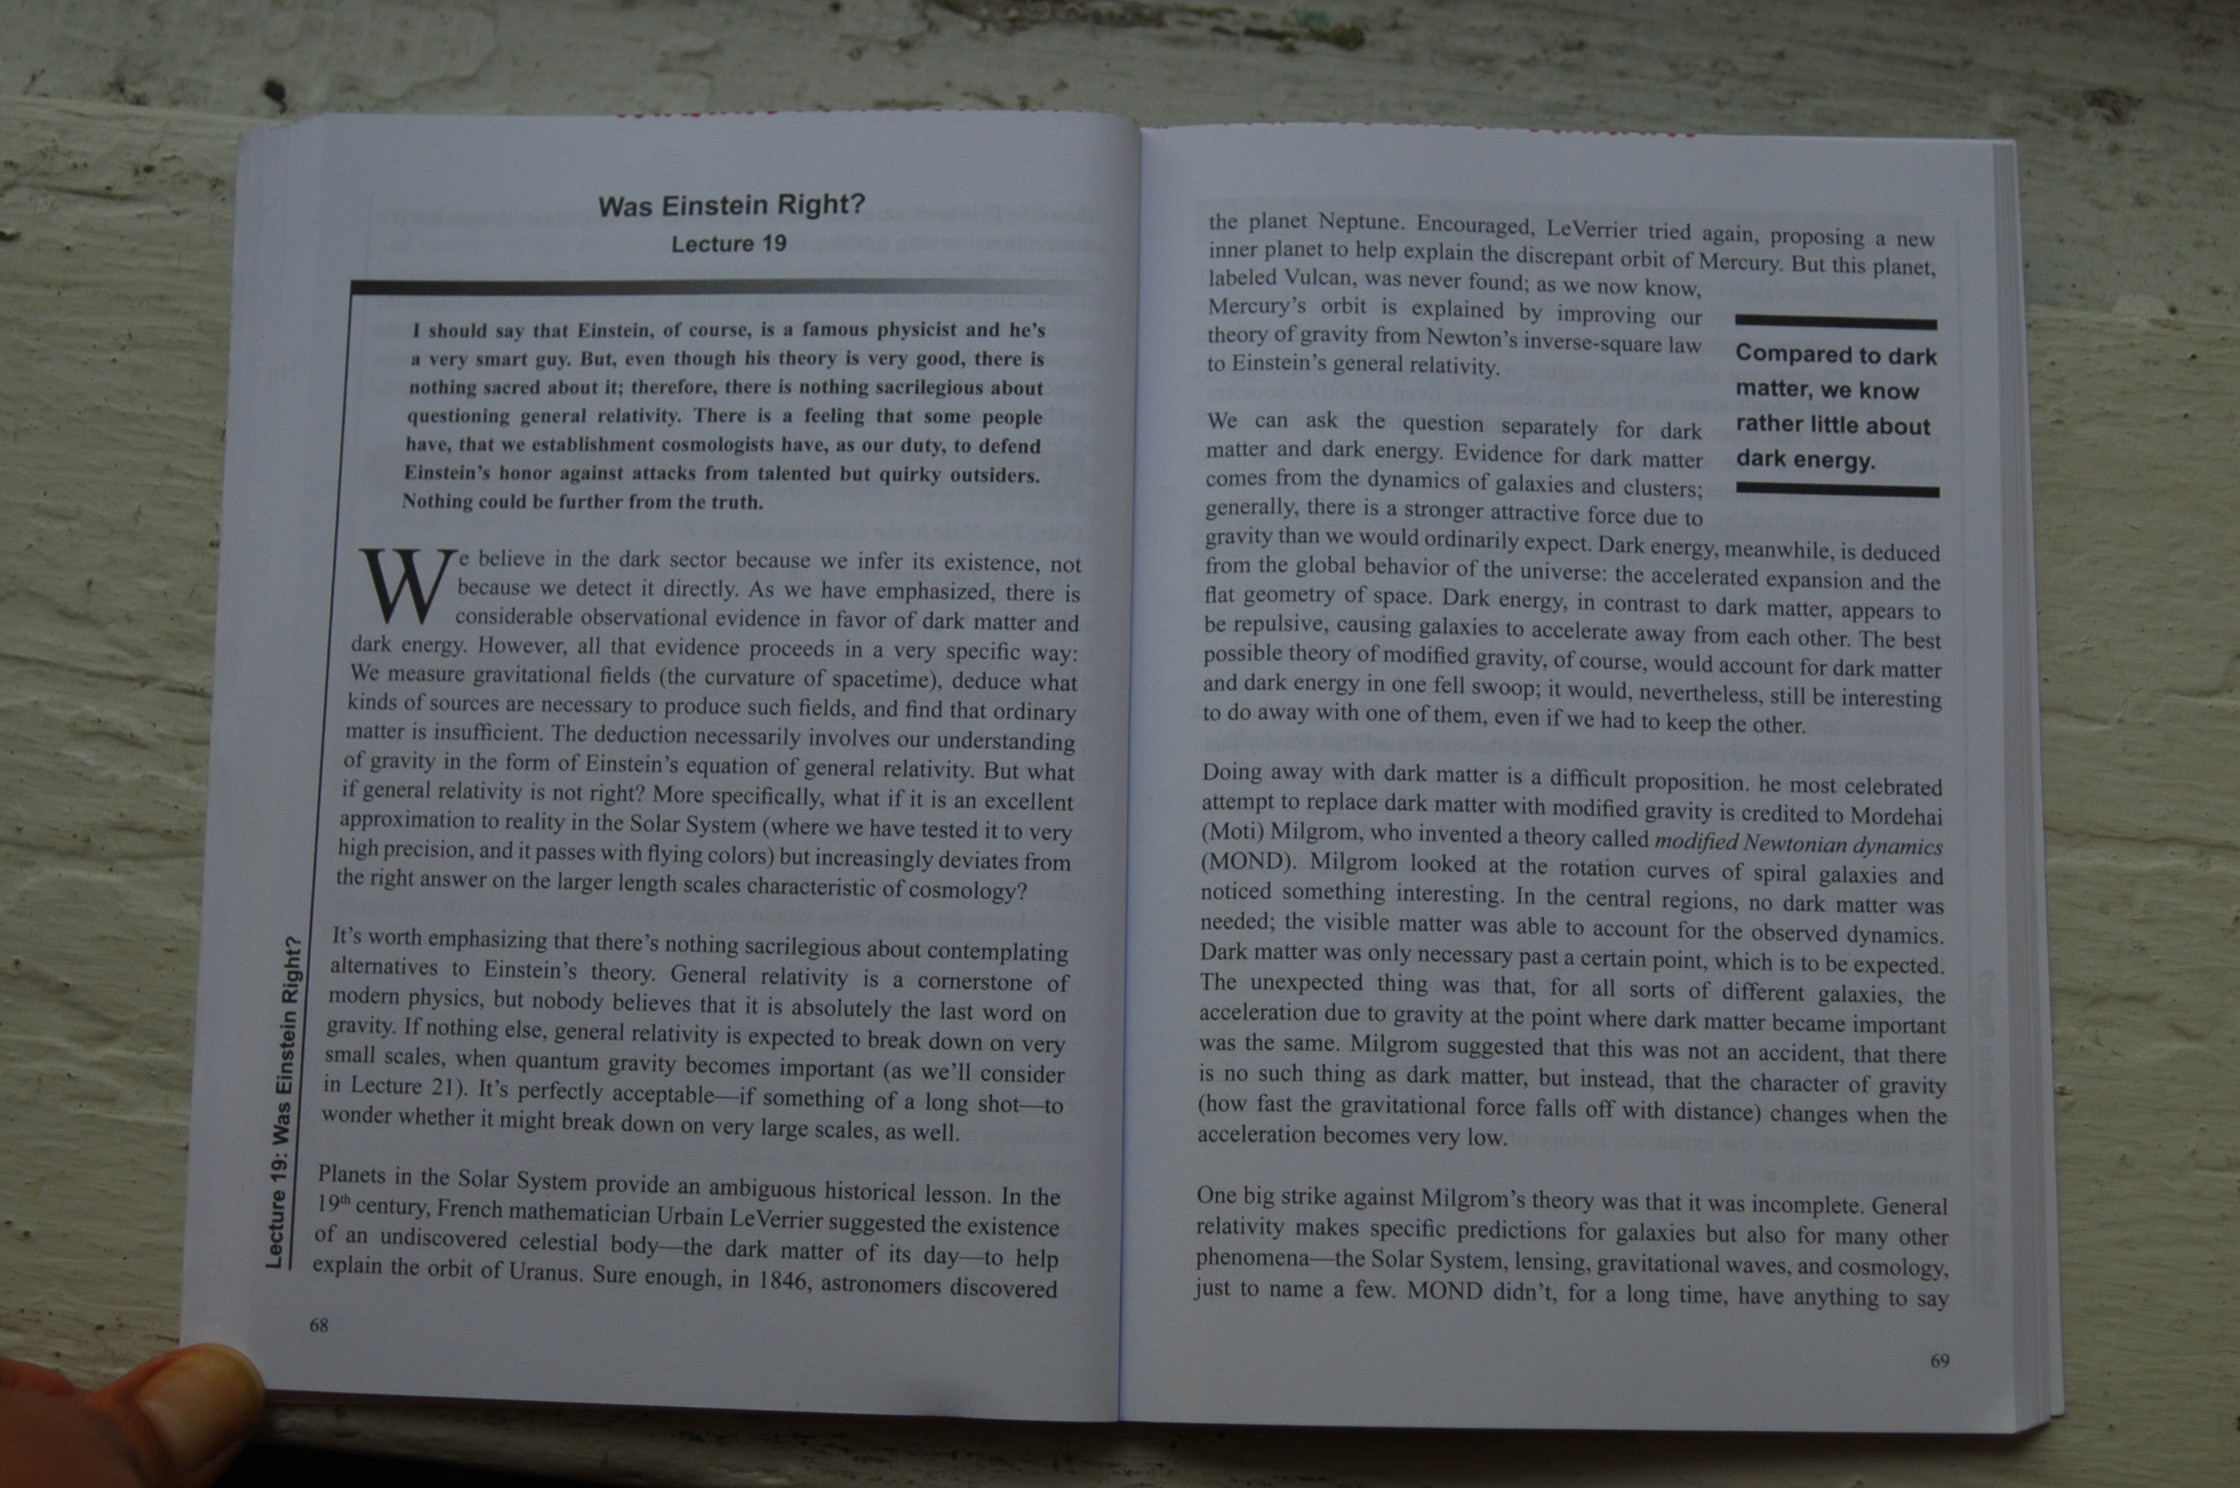 Was Einstein Right?
Lecture 19
I should say that Einstein, of course, is a famous physicist and he's
a very smart guy. But, even though his theory is very good, there is
nothing sacred about it; therefore, there is nothing sacrilegious about
questioning general relativity. There is a feeling that some people
have, that we establishment cosmologists have, as our duty, to defend
Einstein's honor against attacks from talented but quirky outsiders.
Nothing could be further from the truth.
We believe in the dark sector because we infer its existence, not
because we detect it directly. As we have emphasized, there is
considerable observational evidence in favor of dark matter and
dark energy. However, all that evidence proceeds in a very specific way:
We measure gravitational fields (the curvature of spacetime), deduce what
kinds of sources are necessary to produce such fields, and find that ordinary
matter is insufficient. The deduction necessarily involves our understanding
of gravity in the form of Einstein's equation of general relativity. But what
if general relativity is not right? More specifically, what if it is an excellent
approximation to reality in the Solar System (where we have tested it to very
high precision, and it passes with flying colors) but increasingly deviates from
the right answer on the larger length scales characteristic of cosmology?
It's worth emphasizing that there's nothing sacrilegious about contemplating
alternatives to Einstein's theory. General relativity is a cornerstone of
modern physics, but nobody believes that it is absolutely the last word on
gravity. If nothing else, general relativity is expected to break down on very
small scales, when quantum gravity becomes important (as we'll consider
in Lecture 21). It's perfectly acceptable—if something of a long shot—to
wonder whether it might break down on very large scales, as well.
Planets in the Solar System provide an ambiguous historical lesson. In the
19th century, French mathematician Urbain LeVerrier suggested the existence
of an undiscovered celestial body—the dark matter of its day—to help
explain the orbit of Uranus. Sure enough, in 1846, astronomers discovered
Lecture 19: Was Einstein Right?
68
the planet Neptune. Encouraged, LeVerrier tried again, proposing a new
inner planet to help explain the discrepant orbit of Mercury. But this planet,
labeled Vulcan, was never found; as we now know,
Mercury's orbit is explained by improving our
theory of gravity from Newton's inverse-square law
to Einstein's general relativity.
Compared to dark
matter, we know
rather little about
dark energy.
We can ask the question separately for dark
matter and dark energy. Evidence for dark matter
comes from the dynamics of galaxies and clusters;
generally, there is a stronger attractive force due to
gravity than we would ordinarily expect. Dark energy, meanwhile, is deduced
from the global behavior of the universe: the accelerated expansion and the
flat geometry of space. Dark energy, in contrast to dark matter, appears to
be repulsive, causing galaxies to accelerate away from each other. The best
possible theory of modified gravity, of course, would account for dark matter
and dark energy in one fell swoop; it would, nevertheless, still be interesting
to do away with one of them, even if we had to keep the other.
Doing away with dark matter is a difficult proposition. he most celebrated
attempt to replace dark matter with modified gravity is credited to Mordehai
(Moti) Milgrom, who invented a theory called modified Newtonian dynamics
(MOND). Milgrom looked at the rotation curves of spiral galaxies and
noticed something interesting. In the central regions, no dark matter was
needed; the visible matter was able to account for the observed dynamics.
Dark matter was only necessary past a certain point, which is to be expected.
The unexpected thing was that, for all sorts of different galaxies, the
acceleration due to gravity at the point where dark matter became important
was the same. Milgrom suggested that this was not an accident, that there
is no such thing as dark matter, but instead, that the character of gravity
(how fast the gravitational force falls off with distance) changes when the
acceleration becomes very low.
One big strike against Milgrom's theory was that it was incomplete. General
relativity makes specific predictions for galaxies but also for many other
phenomena—the Solar System, lensing, gravitational waves, and cosmology,
just to name a few. MOND didn't, for a long time, have anything to say
69